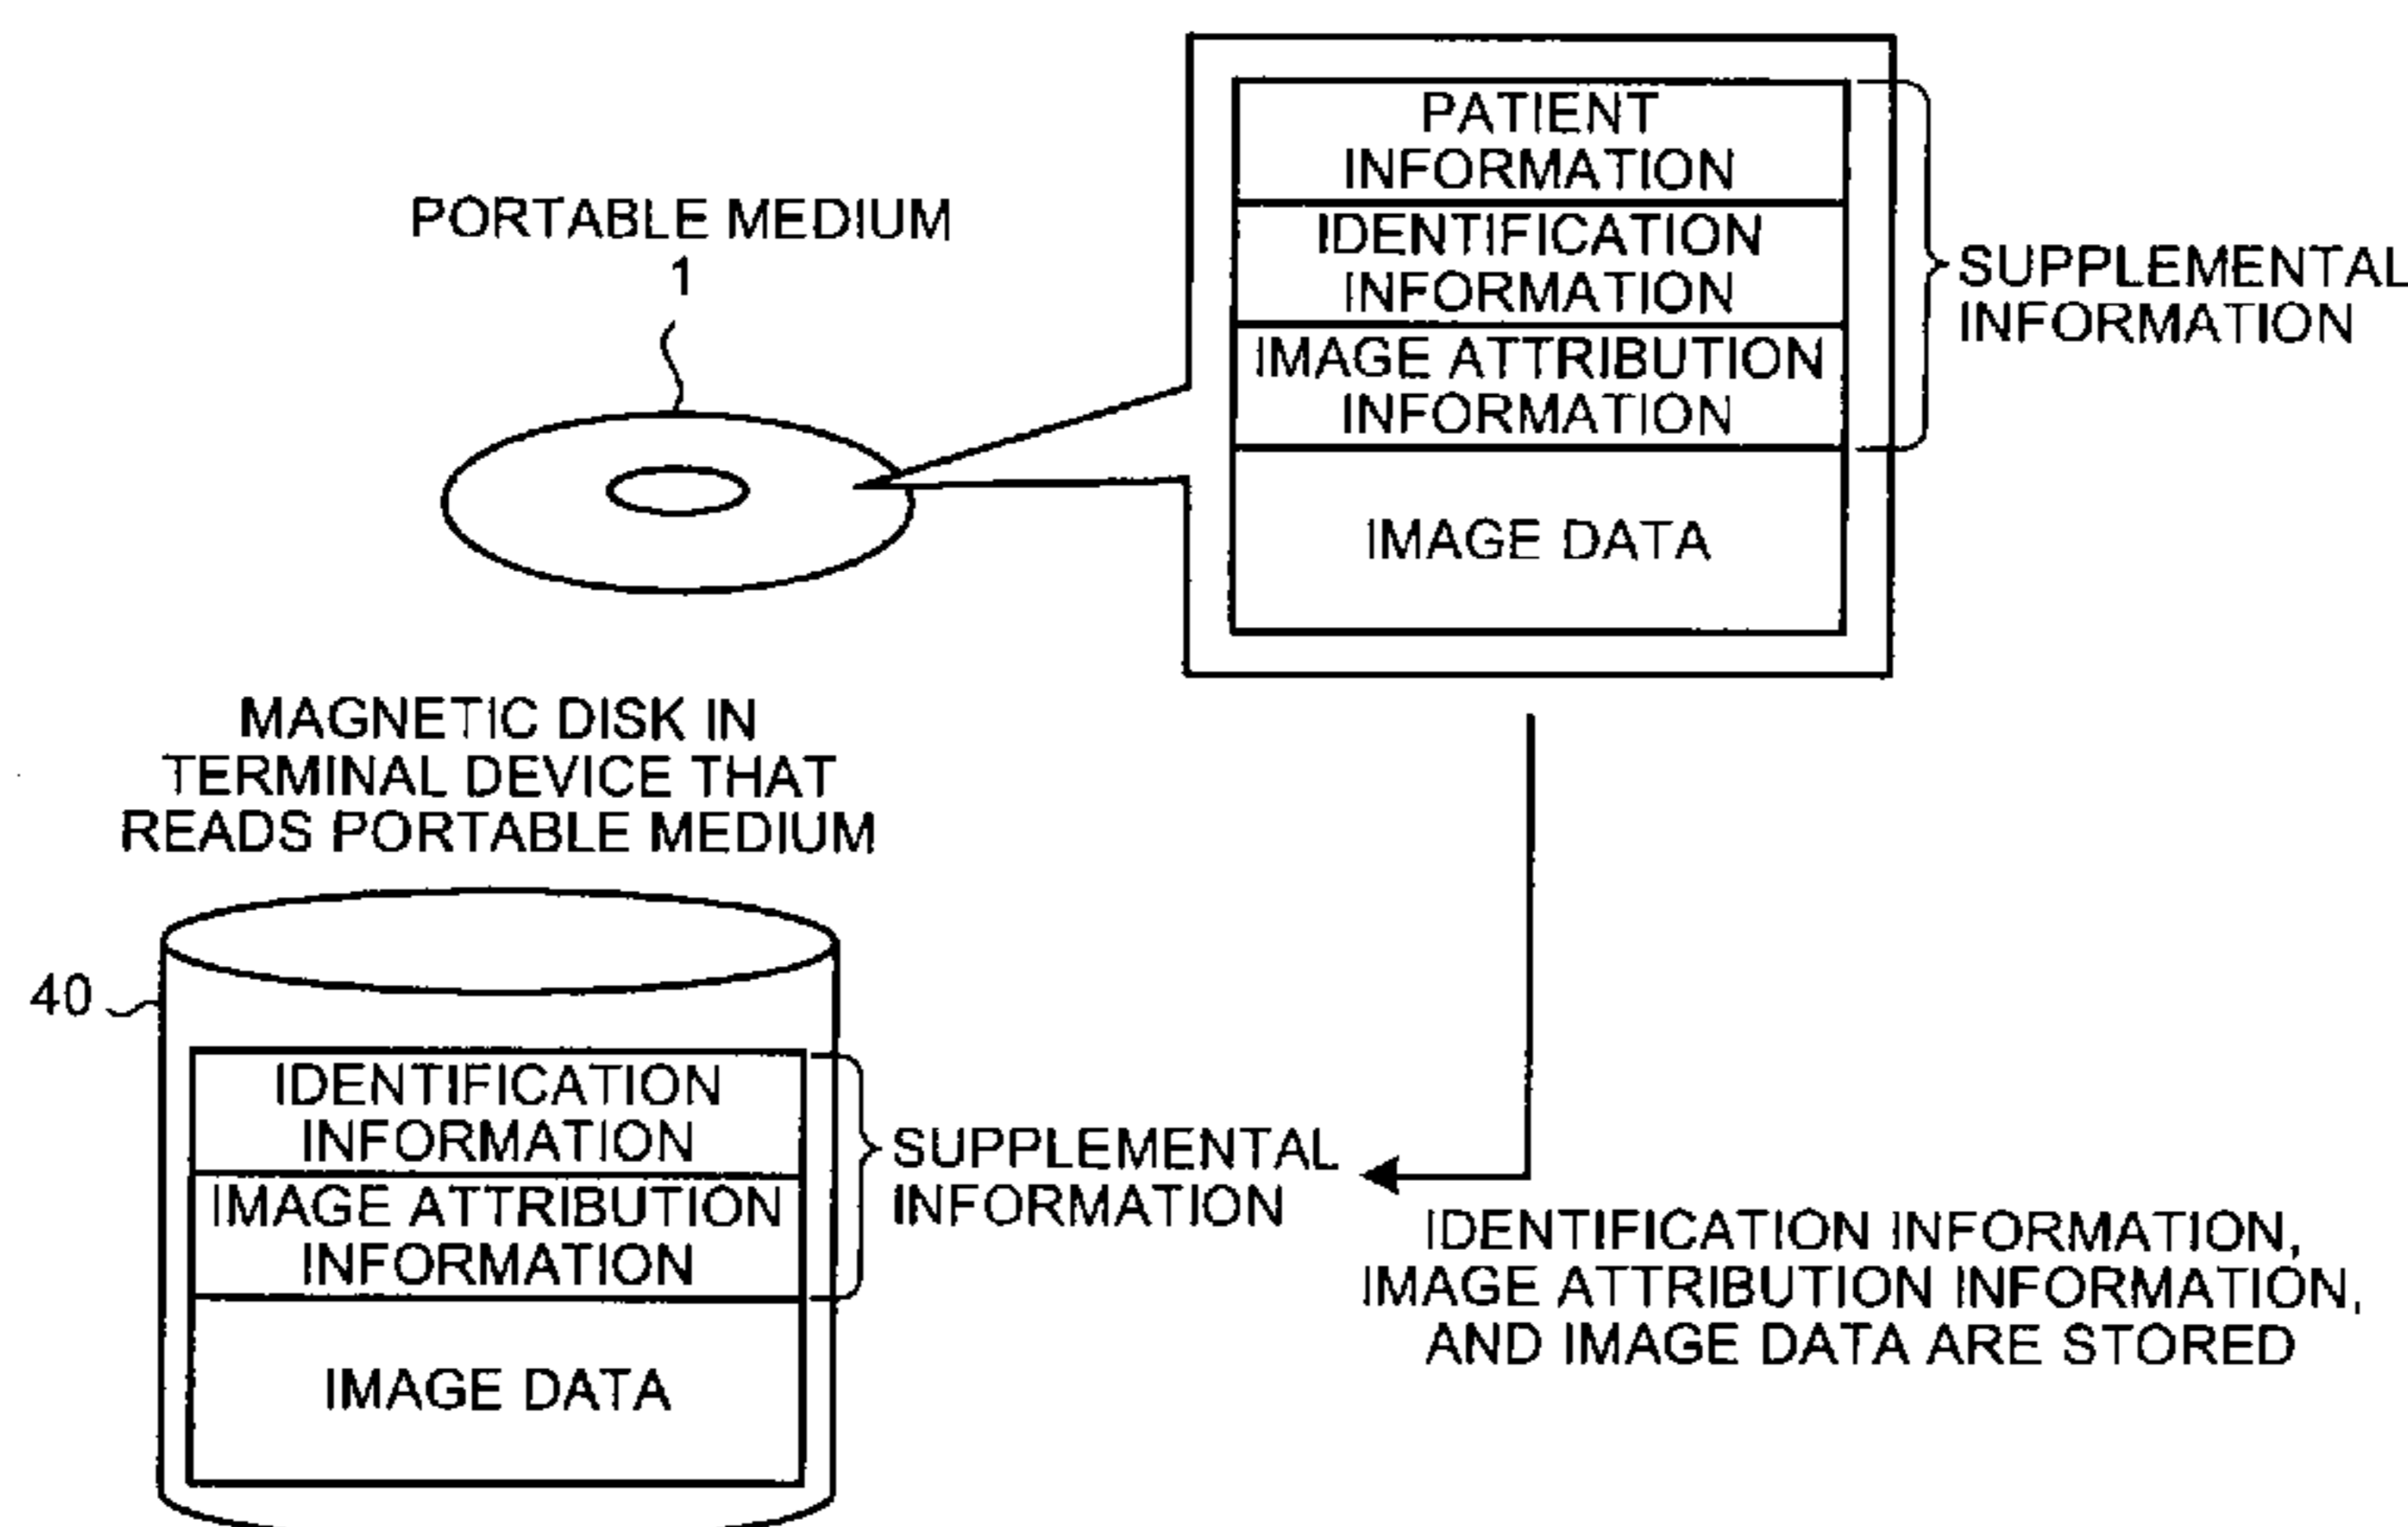 PORTABLE MEDIUM
1
PATIENT
INFORMATION
IDENTIFICATION
INFORMATION
IMAGE ATTRIBUTION
INFORMATION
IMAGE DATA
SUPPLEMENTAL
INFORMATION
MAGNETIC DISK IN
TERMINAL DEVICE THAT
READS PORTABLE MEDIUM
40
IDENTIFICATION
INFORMATION
IMAGE ATTRIBUTION
INFORMATION
IMAGE DATA
SUPPLEMENTAL
INFORMATION
IDENTIFICATION INFORMATION,
IMAGE ATTRIBUTION INFORMATION,
AND IMAGE DATA ARE STORED